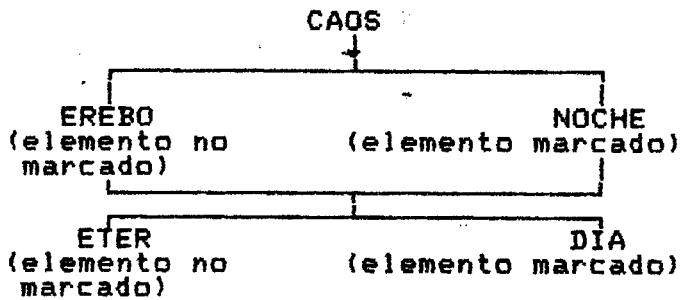 CAOS
EREBO NOCHE
(elemento no (elemento marcado)
marcado)
ETER DIA
(elemento no (elemento marcado)
marcado)